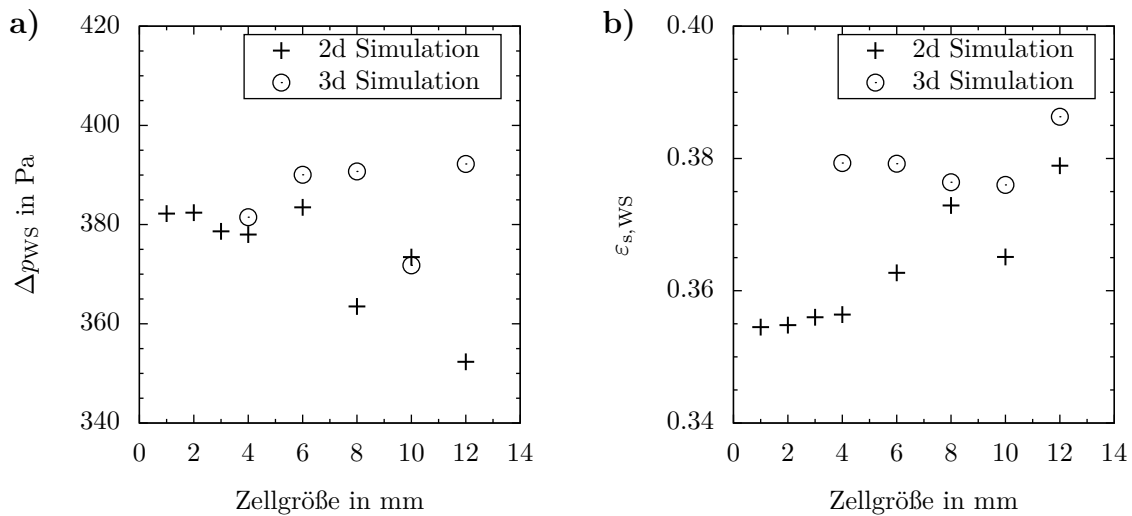 a)
420
400
380
360
340
Δp_WS in Pa
2d Simulation
3d Simulation
0 2 4 6 8 10 12 14
Zellgröße in mm
b)
0.40
0.38
0.36
0.34
ε_s,WS
2d Simulation
3d Simulation
0 2 4 6 8 10 12 14
Zellgröße in mm